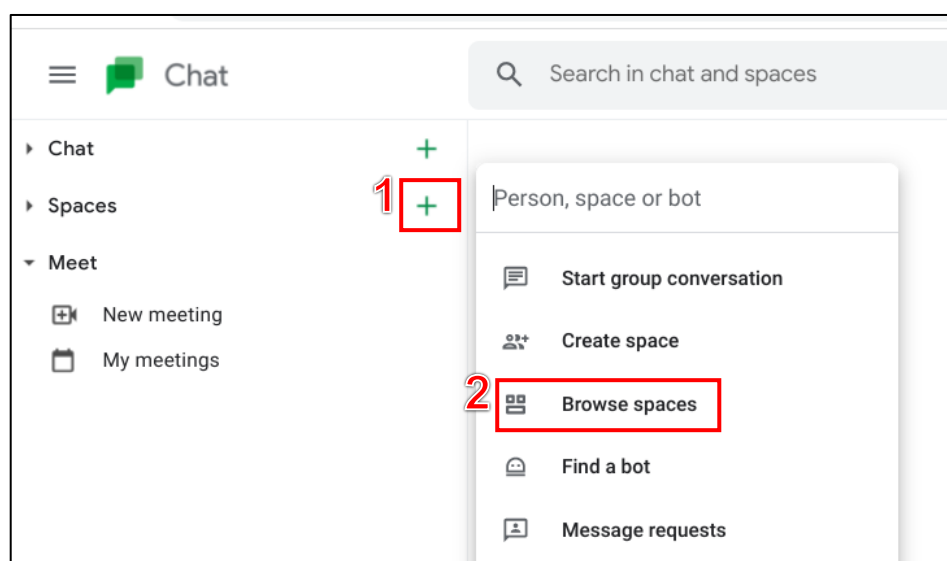 Chat
Search in chat and spaces
Chat
1
Spaces
Meet
New meeting
My meetings
Person, space or bot
Start group conversation
Create space
2
Browse spaces
Find a bot
Message requests